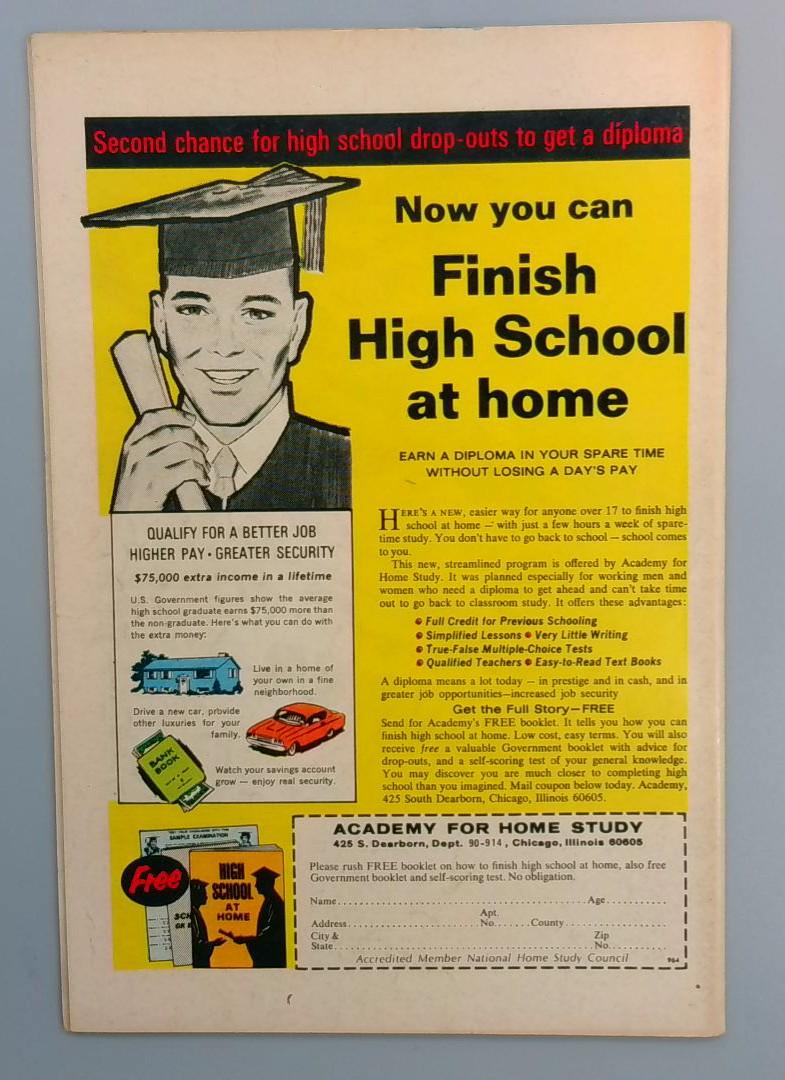 Second chance for high school drop-outs to get a diploma
Now you can
Finish
High School
at home
EARN A DIPLOMA IN YOUR SPARE TIME
WITHOUT LOSING A DAY'S PAY
HERE'S A NEW, easier way for anyone over 17 to finish high
school at home — with just a few hours a week of spare-
time study. You don't have to go back to school — school comes
to you.
This new, streamlined program is offered by Academy for
Home Study. It was planned especially for working men and
women who need a diploma to get ahead and can't take time
out to go back to classroom study. It offers these advantages:
• Full Credit for Previous Schooling
• Simplified Lessons • Very Little Writing
• True-False Multiple-Choice Tests
• Qualified Teachers • Easy-to-Read Text Books
A diploma means a lot today — in prestige and in cash, and in
greater job opportunities—increased job security
Get the Full Story—FREE
Send for Academy's FREE booklet. It tells you how you can
finish high school at home. Low cost, easy terms. You will also
receive free a valuable Government booklet with advice for
drop-outs, and a self-scoring test of your general knowledge.
You may discover you are much closer to completing high
school than you imagined. Mail coupon below today. Academy,
425 South Dearborn, Chicago, Illinois 60605.
QUALIFY FOR A BETTER JOB
HIGHER PAY • GREATER SECURITY
$75,000 extra income in a lifetime
U.S. Government figures show the average
high school graduate earns $75,000 more than
the non-graduate. Here's what you can do with
the extra money:
Live in a home of
your own in a fine
neighborhood.
Drive a new car, provide
other luxuries for your
family.
BANK
BOOK
Watch your savings account
grow — enjoy real security.
SAMPLE EXAMINATION
Free
HIGH
SCHOOL
AT
HOME
ACADEMY FOR HOME STUDY
425 S. Dearborn, Dept. 90-914, Chicago, Illinois 60605
Please rush FREE booklet on how to finish high school at home, also free
Government booklet and self-scoring test. No obligation.
Name.......... Age..........
Apt.
Address.......... No....... County..........
City & Zip
State.......... No..........
Accredited Member National Home Study Council 964